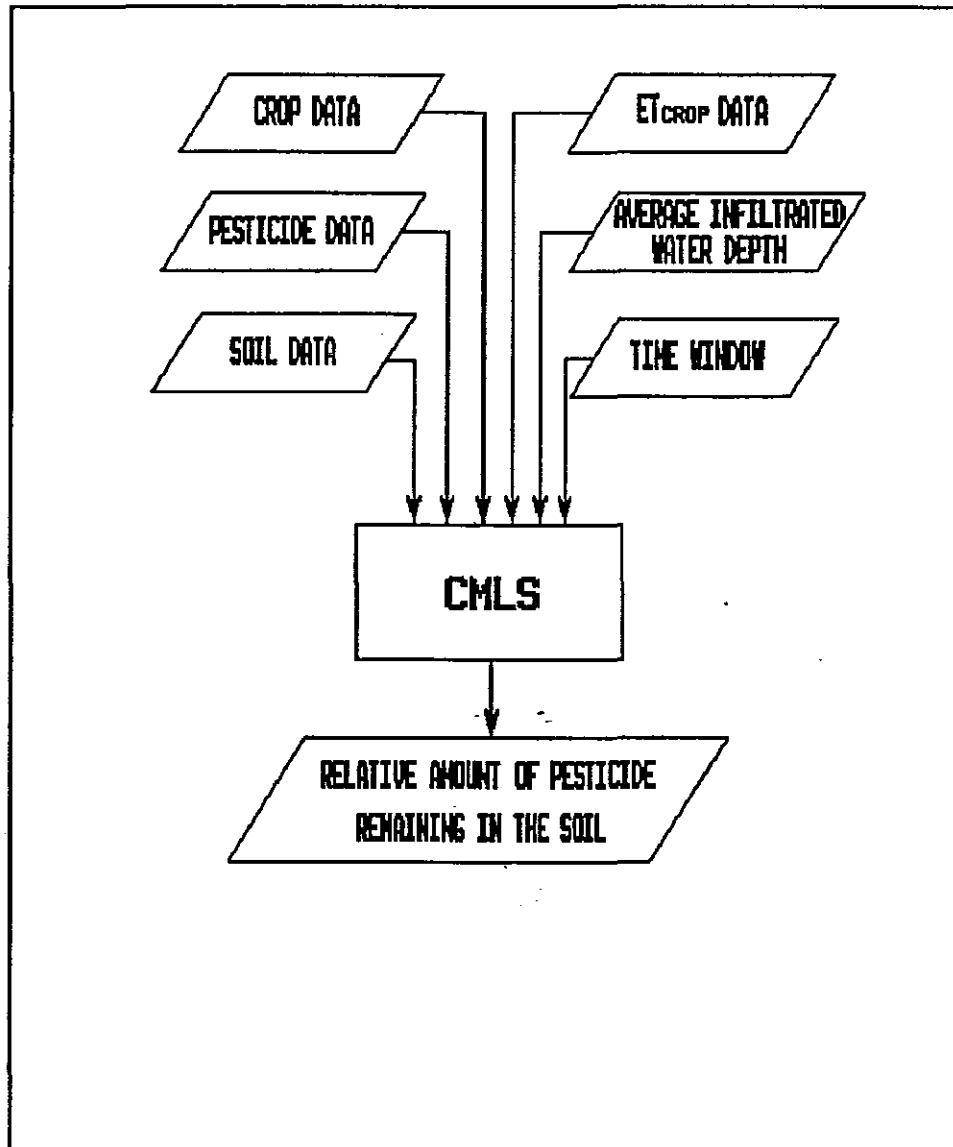 CROP DATA
ETCROP DATA
PESTICIDE DATA
AVERAGE INFILTRATED
WATER DEPTH
SOIL DATA
TIME WINDOW
CMLS
RELATIVE AMOUNT OF PESTICIDE
REMAINING IN THE SOIL